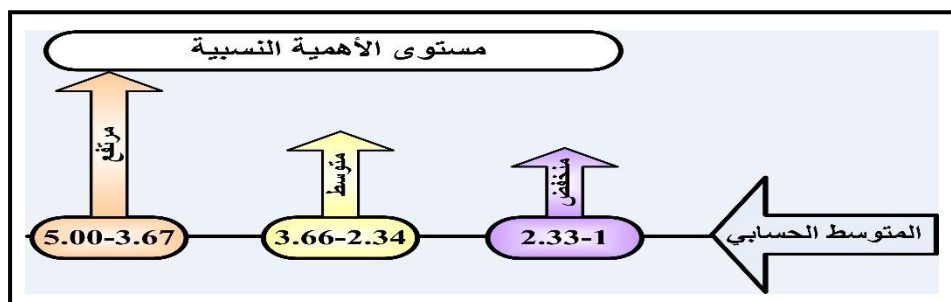 مستوى الأهمية النسبية
مرتفع
متوسط
منخفض
المتوسط الحسابي
2.33-1
3.66-2.34
5.00-3.67